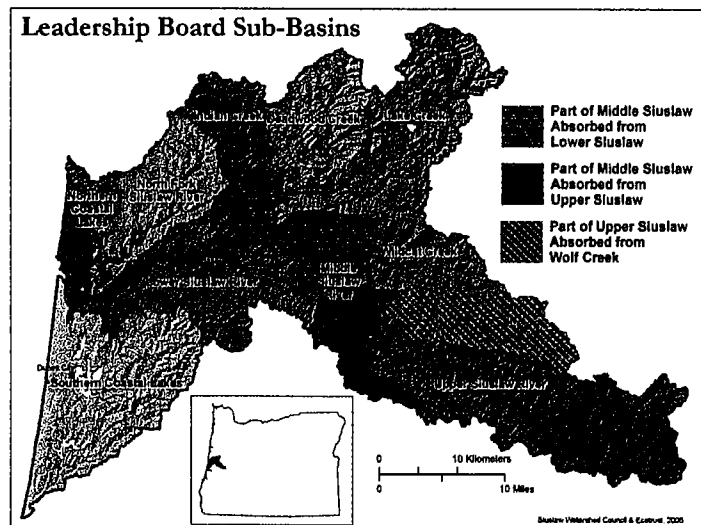 Leadership Board Sub-Basins
Part of Middle Siuslaw
Absorbed from
Lower Siuslaw
Part of Middle Siuslaw
Absorbed from
Upper Siuslaw
Part of Upper Siuslaw
Absorbed from
Wolf Creek
Indian Creek
Deadwood Creek
Lake Creek
North Fork
Siuslaw River
Northern
Coastal
Lakes
Lower Siuslaw River
Middle
Siuslaw
River
Wildcat Creek
Southern Coastal Lakes
Upper Siuslaw River
0 10 Kilometers
0 10 Miles
Siuslaw Watershed Council & Ecotrust, 2005